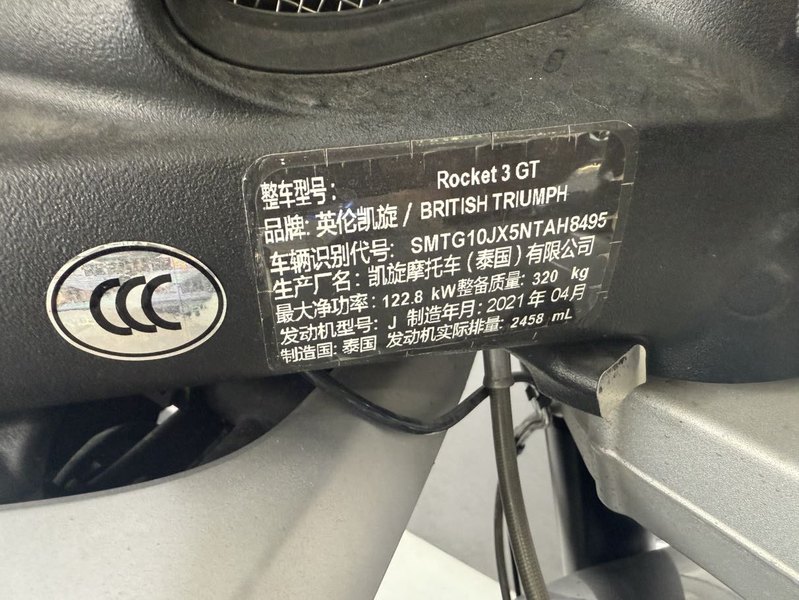 整车型号: Rocket 3 GT
品牌: 英伦凯旋 / BRITISH TRIUMPH
车辆识别代号: SMTG10JX5NTAH8495
生产厂名: 凯旋摩托车(泰国)有限公司
最大净功率: 122.8 kW 整备质量: 320 kg
发动机型号: J 制造年月: 2021年 04月
制造国: 泰国 发动机实际排量: 2458 mL
CCC